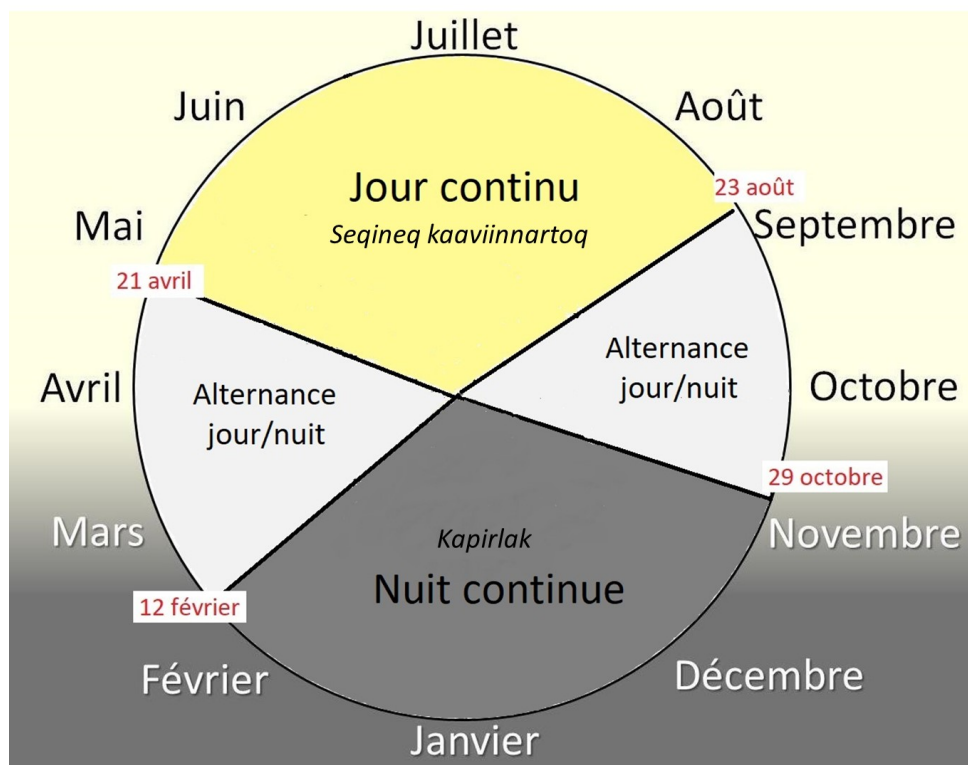 Juillet
Juin
Août
Jour continu
23 août
Mai
Seqineq kaaviinnartoq
Septembre
21 avril
Alternance
jour/nuit
Avril
Alternance
jour/nuit
Octobre
29 octobre
Mars
Kapirlak
Novembre
Nuit continue
12 février
Février
Décembre
Janvier